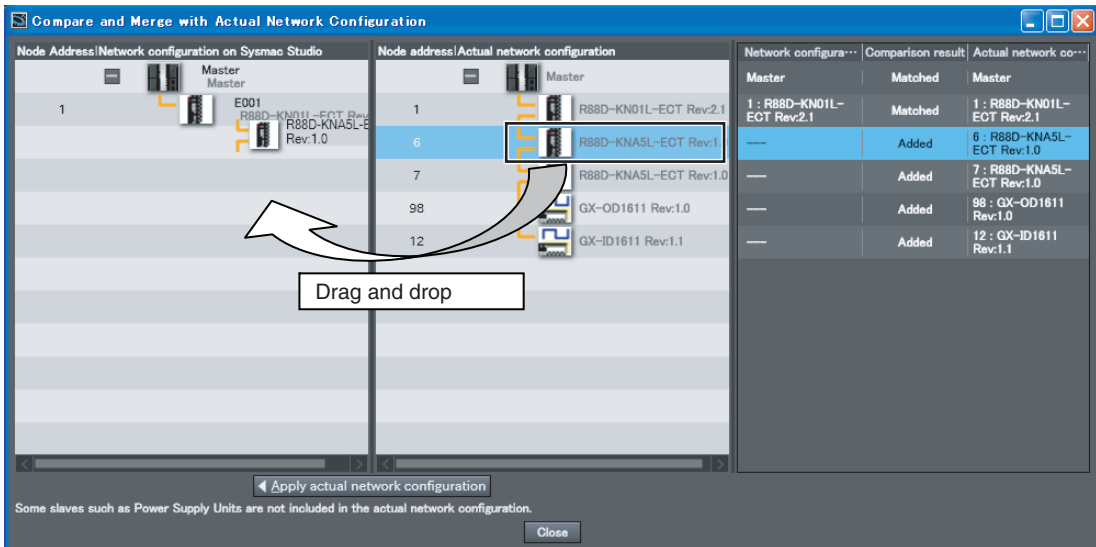 Compare and Merge with Actual Network Configuration
Node Address|Network configuration on Sysmac Studio
Master
Master
1
E001
R88D-KN01L-ECT Rev
R88D-KNA5L-E
Rev:1.0
Node address|Actual network configuration
Master
1
R88D-KN01L-ECT Rev:2.1
6
R88D-KNA5L-ECT Rev:1.
7
R88D-KNA5L-ECT Rev:1.0
98
GX-OD1611 Rev:1.0
12
GX-ID1611 Rev:1.1
Drag and drop
Network configura··· Comparison result Actual network co···
Master Matched Master
1 : R88D-KN01L-
ECT Rev:2.1
Matched
1 : R88D-KN01L-
ECT Rev:2.1
--- Added
6 : R88D-KNA5L-
ECT Rev:1.0
--- Added
7 : R88D-KNA5L-
ECT Rev:1.0
--- Added
98 : GX-OD1611
Rev:1.0
--- Added
12 : GX-ID1611
Rev:1.1
Apply actual network configuration
Some slaves such as Power Supply Units are not included in the actual network configuration.
Close